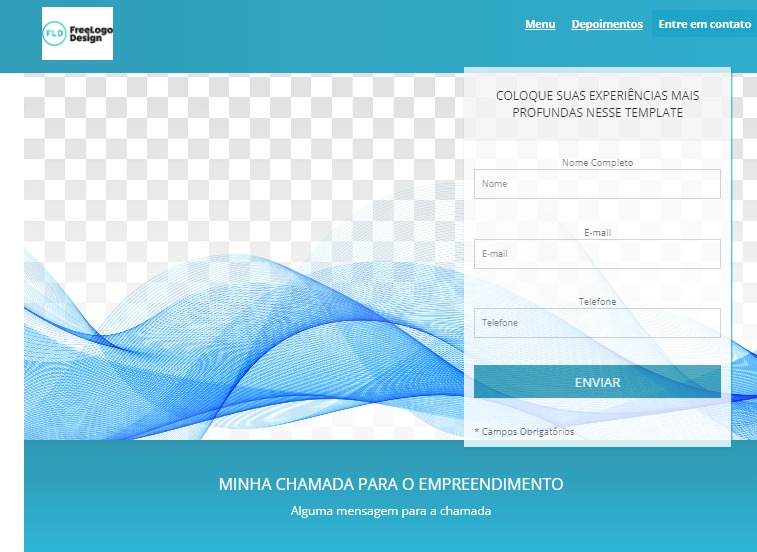 FLD
FreeLogo
Design
Menu Depoimentos Entre em contato
COLOQUE SUAS EXPERIÊNCIAS MAIS
PROFUNDAS NESSE TEMPLATE
Nome Completo
Nome
E-mail
E-mail
Telefone
Telefone
ENVIAR
* Campos Obrigatórios
MINHA CHAMADA PARA O EMPREENDIMENTO
Alguma mensagem para a chamada